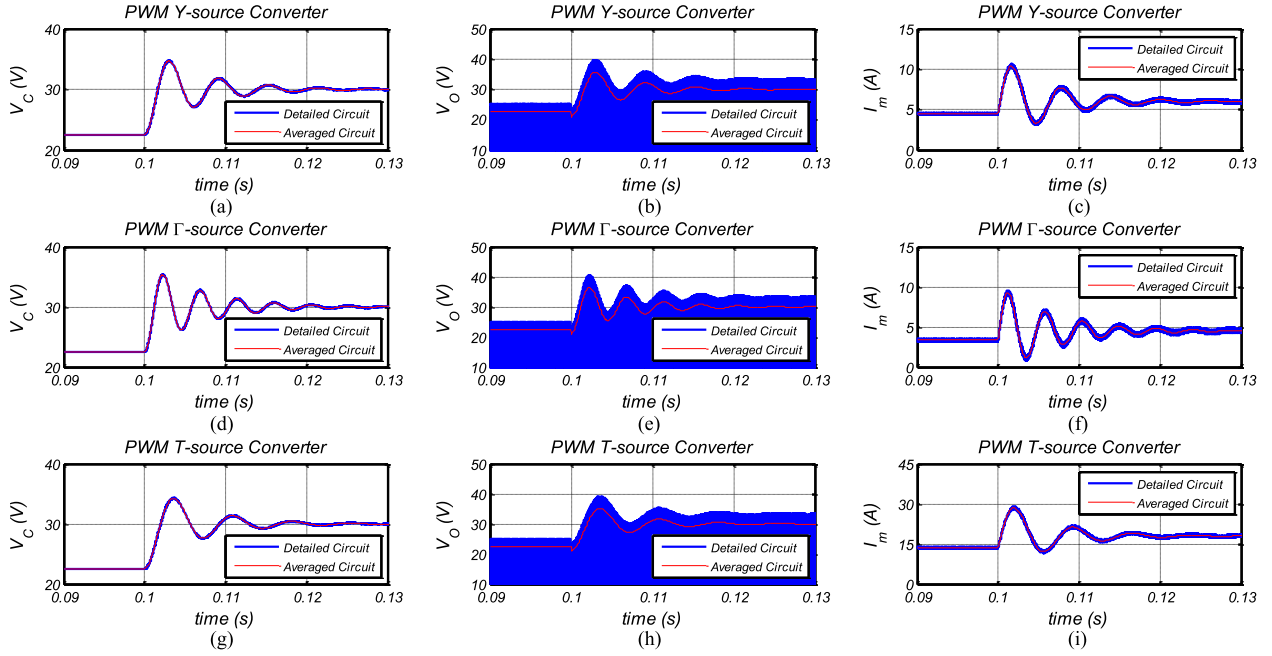 PWM Y-source Converter
40
30
20
V_C (V)
Detailed Circuit
Averaged Circuit
0.09 0.1 0.11 0.12 0.13
time (s)
(a)
PWM Y-source Converter
50
40
30
20
10
V_O (V)
Detailed Circuit
Averaged Circuit
0.09 0.1 0.11 0.12 0.13
time (s)
(b)
PWM Y-source Converter
15
10
5
0
I_m (A)
Detailed Circuit
Averaged Circuit
0.09 0.1 0.11 0.12 0.13
time (s)
(c)
PWM Γ-source Converter
40
30
20
V_C (V)
Detailed Circuit
Averaged Circuit
0.09 0.1 0.11 0.12 0.13
time (s)
(d)
PWM Γ-source Converter
50
40
30
20
10
V_O (V)
Detailed Circuit
Averaged Circuit
0.09 0.1 0.11 0.12 0.13
time (s)
(e)
PWM Γ-source Converter
15
10
5
0
I_m (A)
Detailed Circuit
Averaged Circuit
0.09 0.1 0.11 0.12 0.13
time (s)
(f)
PWM T-source Converter
40
30
20
V_C (V)
Detailed Circuit
Averaged Circuit
0.09 0.1 0.11 0.12 0.13
time (s)
(g)
PWM T-source Converter
50
40
30
20
10
V_O (V)
Detailed Circuit
Averaged Circuit
0.09 0.1 0.11 0.12 0.13
time (s)
(h)
PWM T-source Converter
45
30
15
0
I_m (A)
Detailed Circuit
Averaged Circuit
0.09 0.1 0.11 0.12 0.13
time (s)
(i)